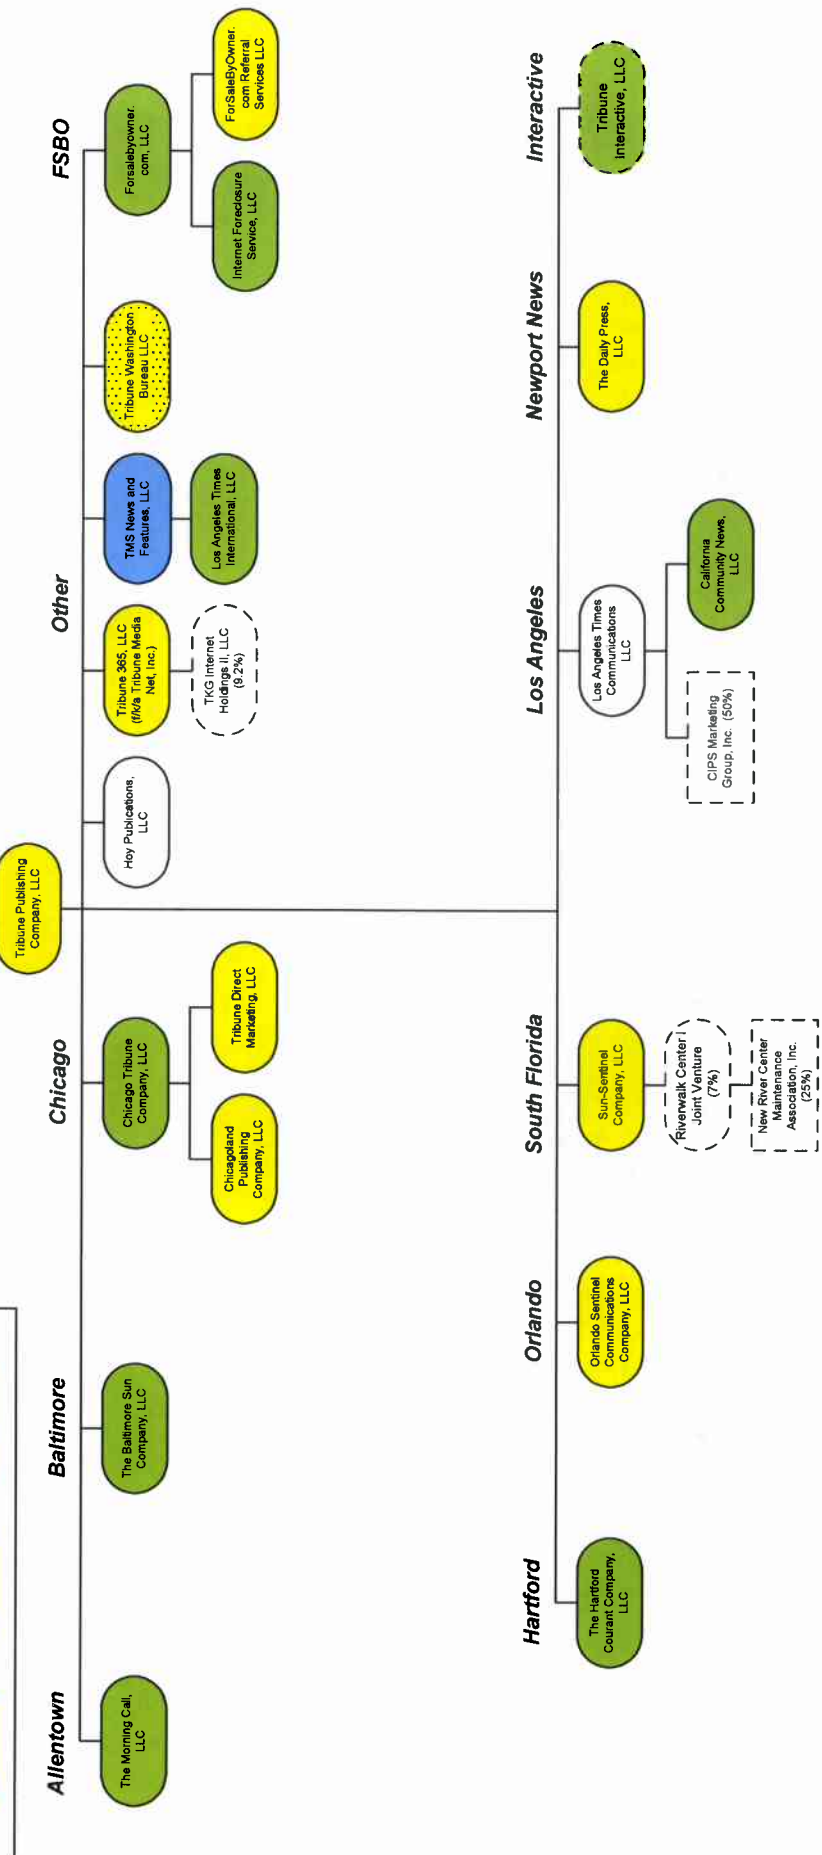 Tribune Publishing
Company, LLC
Allentown
Baltimore
Chicago
Other
FSBO
The Morning Call,
LLC
The Baltimore Sun
Company, LLC
Chicago Tribune
Company, LLC
Chicagoland
Publishing
Company, LLC
Tribune Direct
Marketing, LLC
Hoy Publications,
LLC
Tribune 365, LLC
(f/k/a Tribune Media
Net, Inc.)
TKG Internet
Holdings II, LLC
(9.2%)
TMS News and
Features, LLC
Los Angeles Times
International, LLC
Tribune Washington
Bureau LLC
Forsalebyowner.
com, LLC
Internet Foreclosure
Service, LLC
ForSaleByOwner.
com Referral
Services LLC
Hartford
Orlando
South Florida
Los Angeles
Newport News
Interactive
The Hartford
Courant Company,
LLC
Orlando Sentinel
Communications
Company, LLC
Sun-Sentinel
Company, LLC
Riverwalk Center I
Joint Venture
(7%)
New River Center
Maintenance
Association, Inc.
(25%)
Los Angeles Times
Communications
LLC
CIPS Marketing
Group, Inc. (50%)
California
Community News,
LLC
The Daily Press,
LLC
Tribune
Interactive, LLC